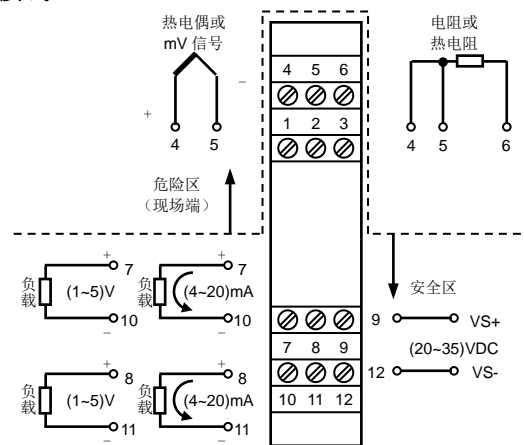 热电偶或
mV 信号
电阻或
热电阻
+
−
4 5
4 5 6
1 2 3
4 5 6
危险区
（现场端）
安全区
+
7
负载
(1~5)V
10
−
+
7
负载
(4~20)mA
10
−
7 8 9
10 11 12
9 VS+
(20~35)VDC
12 VS-
+
8
负载
(1~5)V
11
−
+
8
负载
(4~20)mA
11
−